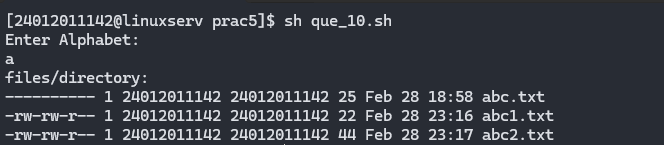 [24012011142@linuxserv prac5]$ sh que_10.sh
Enter Alphabet:
a
files/directory:
---------- 1 24012011142 24012011142 25 Feb 28 18:58 abc.txt
-rw-rw-r-- 1 24012011142 24012011142 22 Feb 28 23:16 abc1.txt
-rw-rw-r-- 1 24012011142 24012011142 44 Feb 28 23:17 abc2.txt